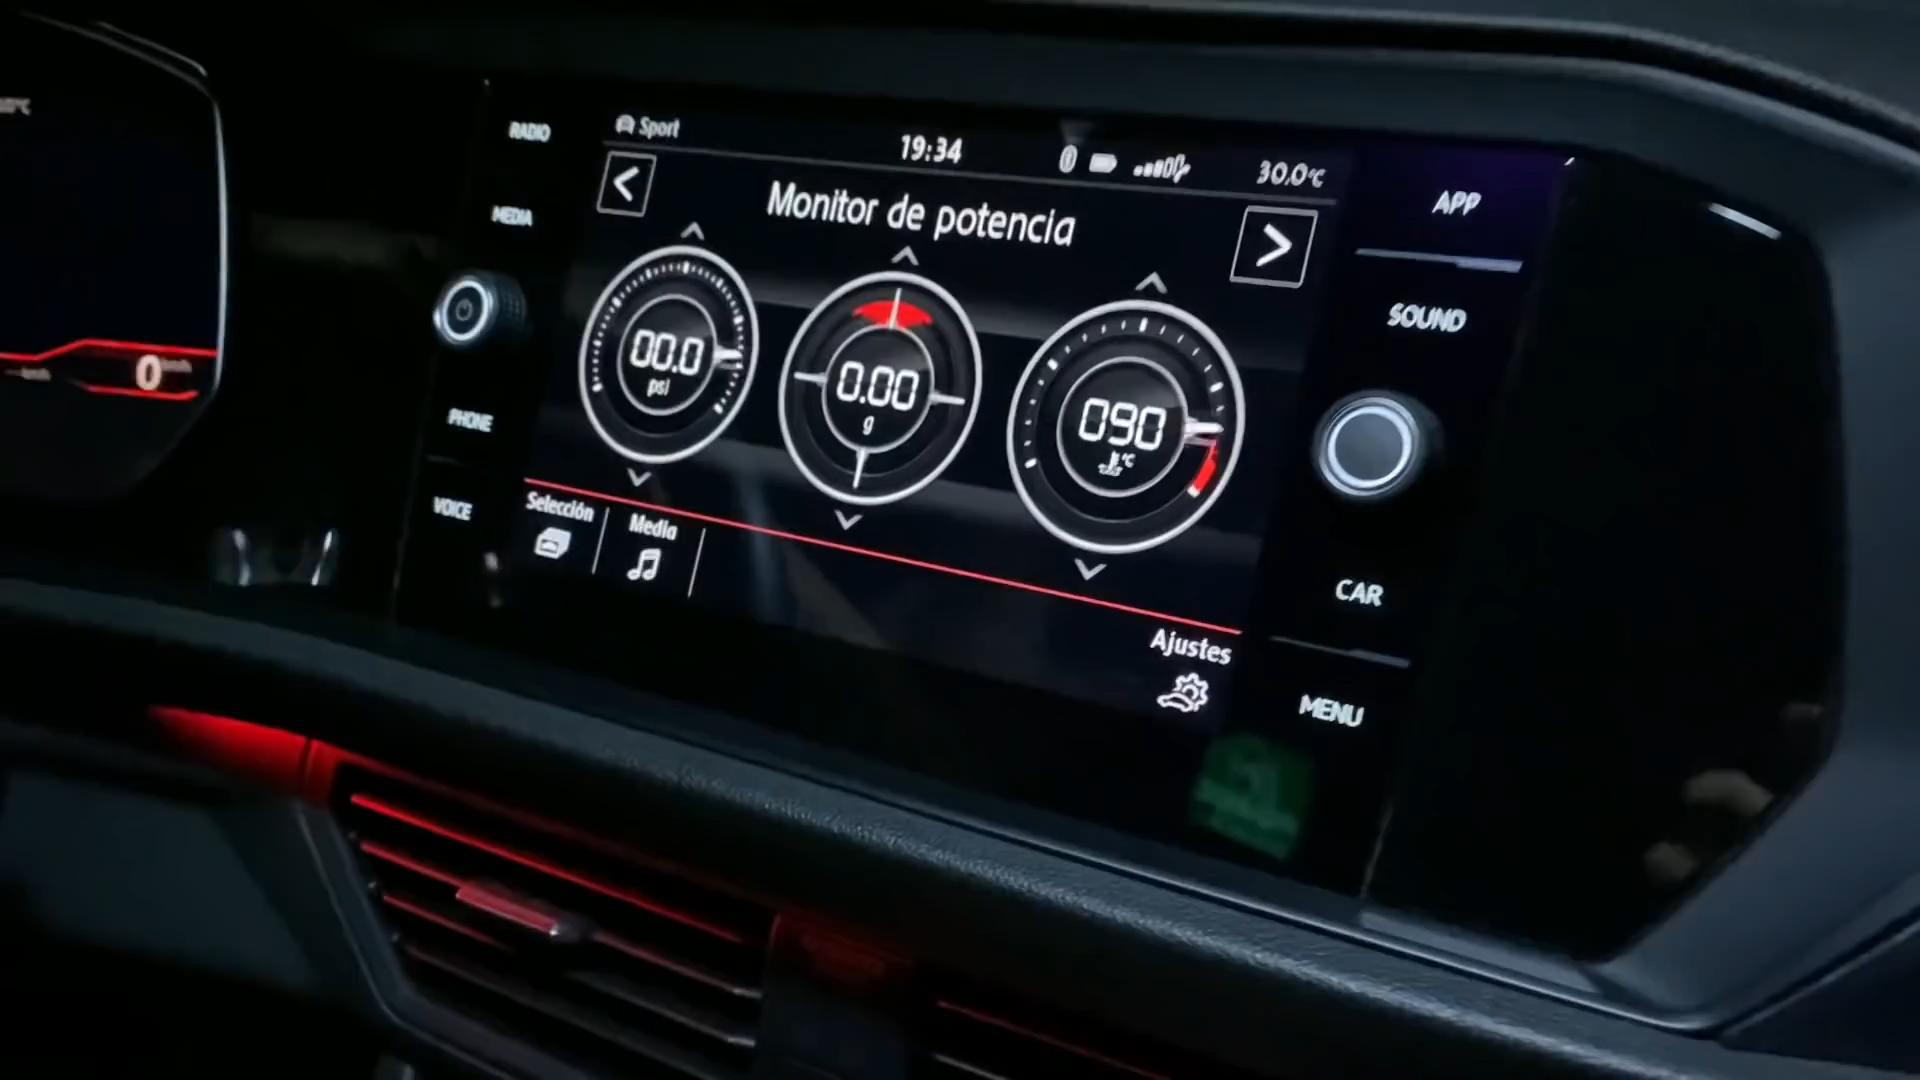 RADIO
MEDIA
PHONE
VOICE
Sport
19:34
30.0°C
<
Monitor de potencia
>
00.0
psi
0.00
g
090
°C
Selección
Media
Ajustes
APP
SOUND
CAR
MENU
0